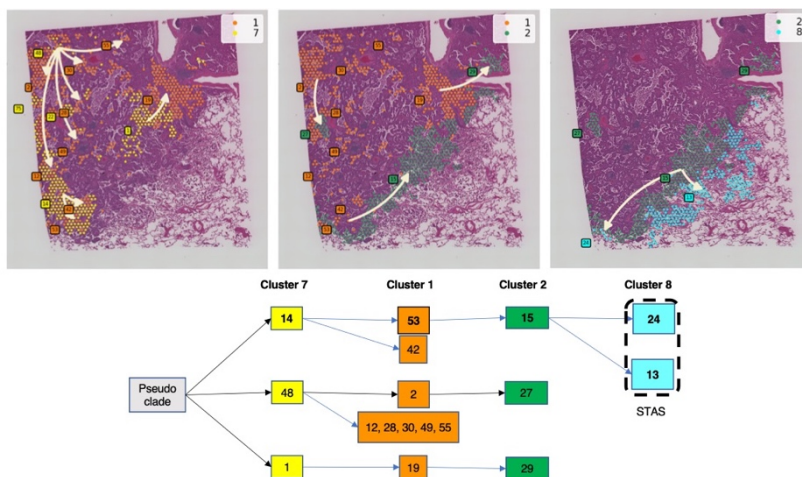 1
7
1
2
2
8
Cluster 7
Cluster 1
Cluster 2
Cluster 8
14
53
15
24
42
13
Pseudo
clade
48
2
27
STAS
12, 28, 30, 49, 55
1
19
29